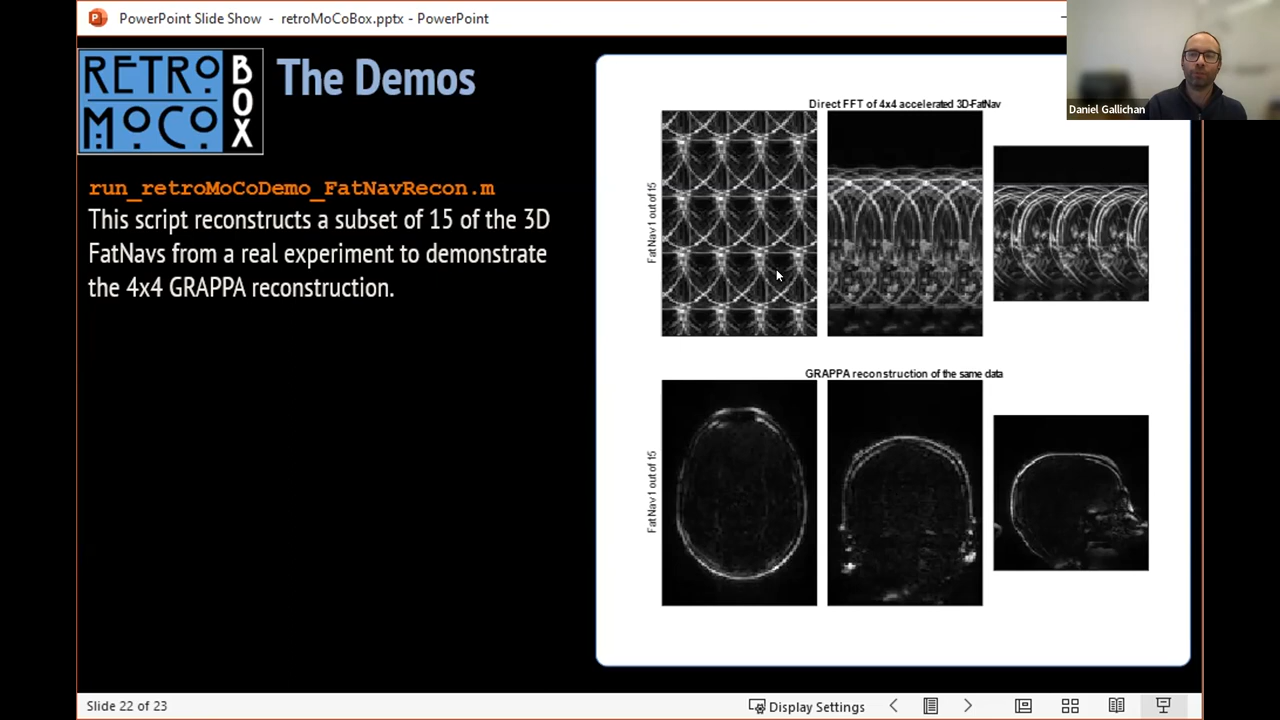 PowerPoint Slide Show - retroMoCoBox.pptx - PowerPoint
Daniel Gallichan
RETRO
MoCo
BOX
The Demos
run_retroMoCoDemo_FatNavRecon.m
This script reconstructs a subset of 15 of the 3D
FatNavs from a real experiment to demonstrate
the 4x4 GRAPPA reconstruction.
Direct FFT of 4x4 accelerated 3D-FatNav
FatNav 1 out of 15
GRAPPA reconstruction of the same data
FatNav 1 out of 15
Slide 22 of 23
Display Settings